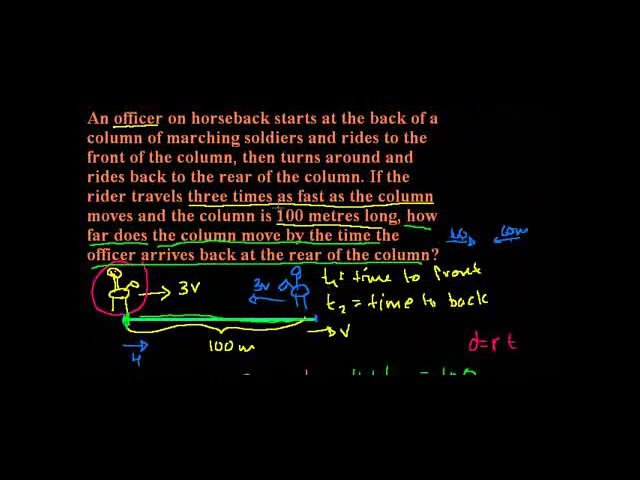 An officer on horseback starts at the back of a
column of marching soldiers and rides to the
front of the column, then turns around and
rides back to the rear of the column. If the
rider travels three times as fast as the column
moves and the column is 100 metres long, how
far does the column move by the time the
officer arrives back at the rear of the column?
3V
3v
t₁ = time to front
t₂ = time to back
V
100m
d=rt